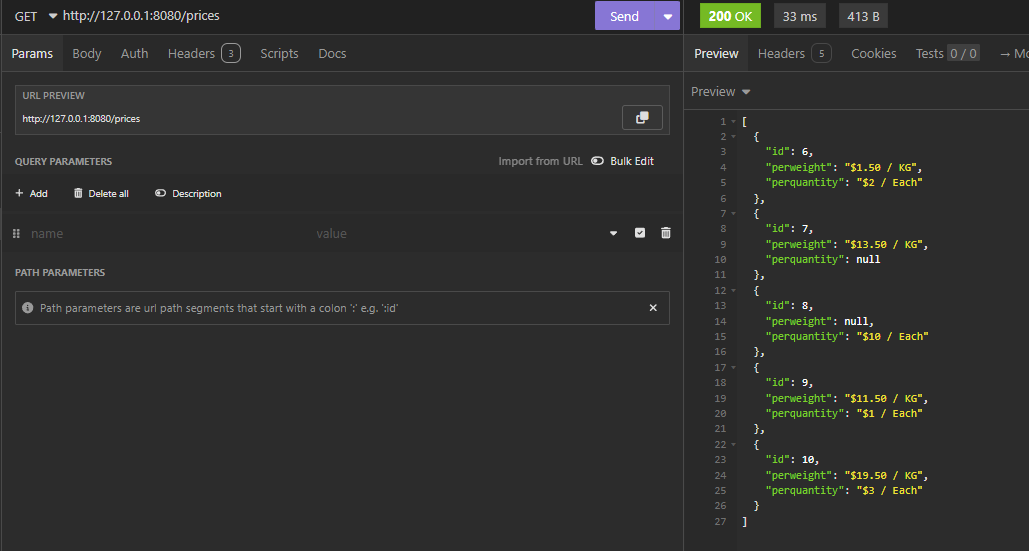 GET http://127.0.0.1:8080/prices Send
Params Body Auth Headers 3 Scripts Docs
URL PREVIEW
http://127.0.0.1:8080/prices
QUERY PARAMETERS Import from URL Bulk Edit
+ Add Delete all Description
name value
PATH PARAMETERS
Path parameters are url path segments that start with a colon ':' e.g. ':id'
200 OK 33 ms 413 B
Preview Headers 5 Cookies Tests 0 / 0 → Mo
Preview
1 [
2 {
3 "id": 6,
4 "perweight": "$1.50 / KG",
5 "perquantity": "$2 / Each"
6 },
7 {
8 "id": 7,
9 "perweight": "$13.50 / KG",
10 "perquantity": null
11 },
12 {
13 "id": 8,
14 "perweight": null,
15 "perquantity": "$10 / Each"
16 },
17 {
18 "id": 9,
19 "perweight": "$11.50 / KG",
20 "perquantity": "$1 / Each"
21 },
22 {
23 "id": 10,
24 "perweight": "$19.50 / KG",
25 "perquantity": "$3 / Each"
26 }
27 ]